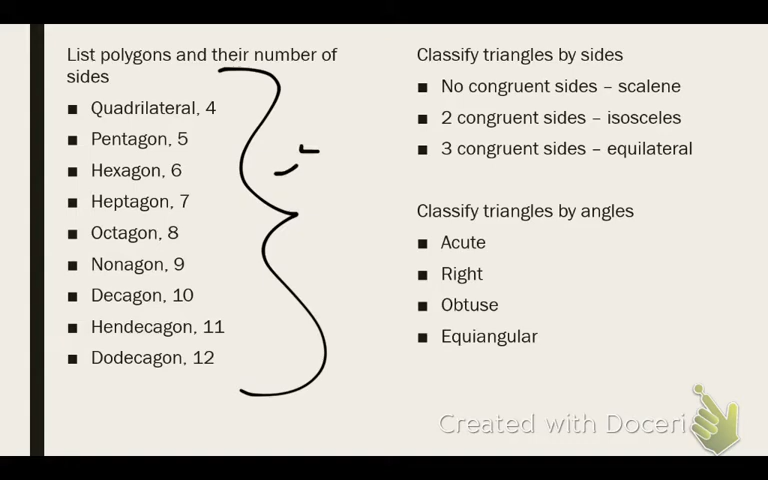 List polygons and their number of
sides
■ Quadrilateral, 4
■ Pentagon, 5
■ Hexagon, 6
■ Heptagon, 7
■ Octagon, 8
■ Nonagon, 9
■ Decagon, 10
■ Hendecagon, 11
■ Dodecagon, 12
Classify triangles by sides
■ No congruent sides – scalene
■ 2 congruent sides – isosceles
■ 3 congruent sides – equilateral
Classify triangles by angles
■ Acute
■ Right
■ Obtuse
■ Equiangular
Created with Doceri